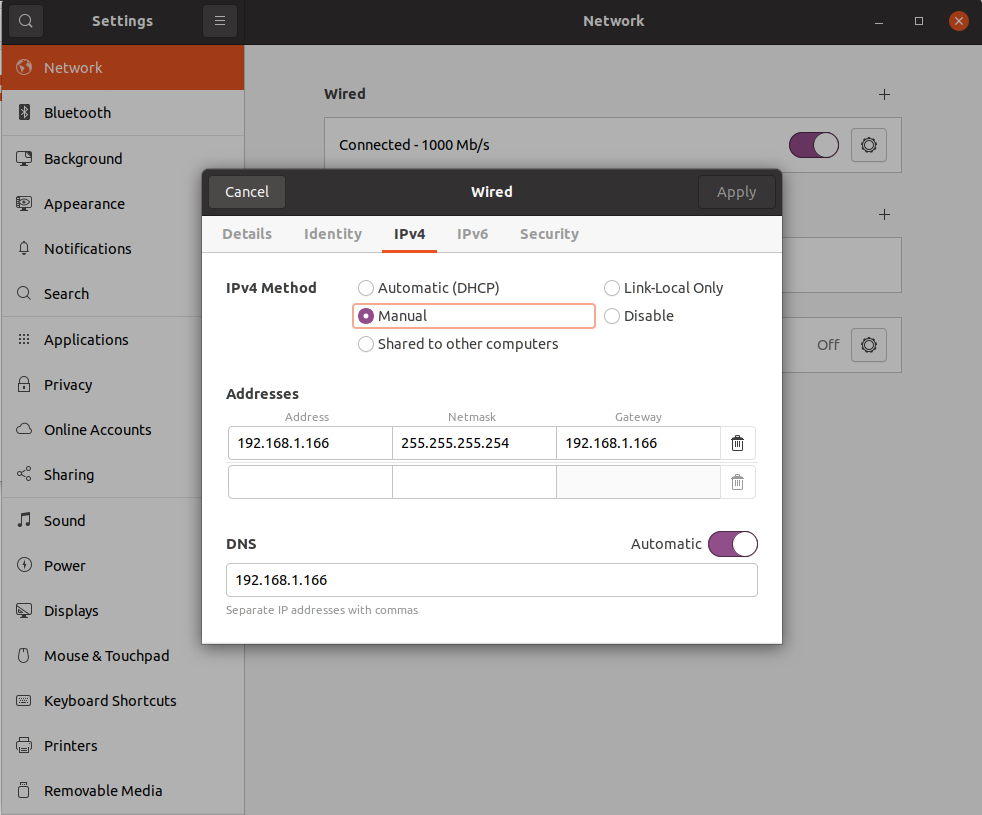 Settings
Network
Network
Bluetooth
Background
Appearance
Notifications
Search
Applications
Privacy
Online Accounts
Sharing
Sound
Power
Displays
Mouse & Touchpad
Keyboard Shortcuts
Printers
Removable Media
Wired
Connected - 1000 Mb/s
Off
Cancel
Wired
Apply
Details Identity IPv4 IPv6 Security
IPv4 Method
Automatic (DHCP)
Link-Local Only
Manual
Disable
Shared to other computers
Addresses
Address Netmask Gateway
192.168.1.166 255.255.255.254 192.168.1.166
DNS
Automatic
192.168.1.166
Separate IP addresses with commas